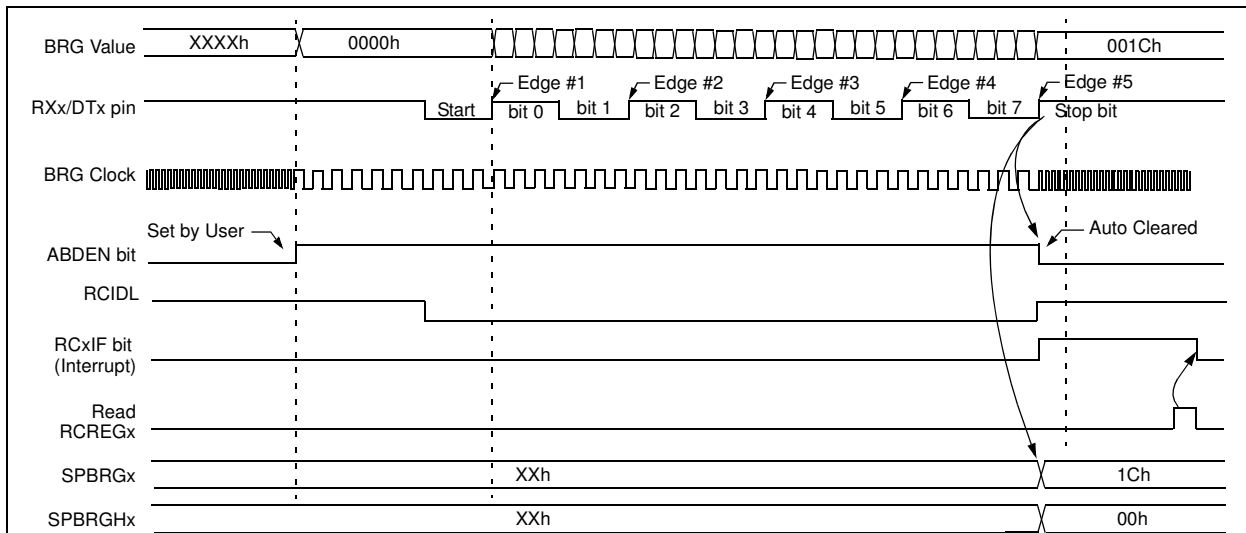 BRG Value
XXXXh
0000h
001Ch
RXx/DTx pin
Start
Edge #1
bit 0
bit 1
Edge #2
bit 2
bit 3
Edge #3
bit 4
bit 5
Edge #4
bit 6
bit 7
Edge #5
Stop bit
BRG Clock
Set by User
Auto Cleared
ABDEN bit
RCIDL
RCxIF bit
(Interrupt)
Read
RCREGx
SPBRGx
XXh
1Ch
SPBRGHx
XXh
00h